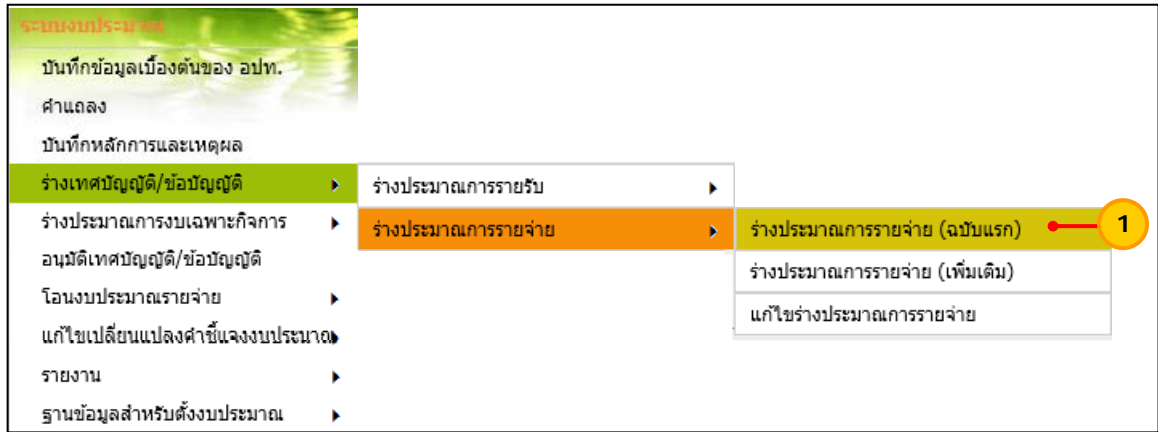 ระบบงบประมาณ
บันทึกข้อมูลเบื้องต้นของ อปท.
คำแถลง
บันทึกหลักการและเหตุผล
ร่างเทศบัญญัติ/ข้อบัญญัติ
ร่างประมาณการรายรับ
ร่างประมาณการงบเฉพาะกิจการ
ร่างประมาณการรายจ่าย
ร่างประมาณการรายจ่าย (ฉบับแรก)
1
อนุมัติเทศบัญญัติ/ข้อบัญญัติ
ร่างประมาณการรายจ่าย (เพิ่มเติม)
โอนงบประมาณรายจ่าย
แก้ไขร่างประมาณการรายจ่าย
แก้ไขเปลี่ยนแปลงคำชี้แจงงบประมาณ
รายงาน
ฐานข้อมูลสำหรับตั้งงบประมาณ